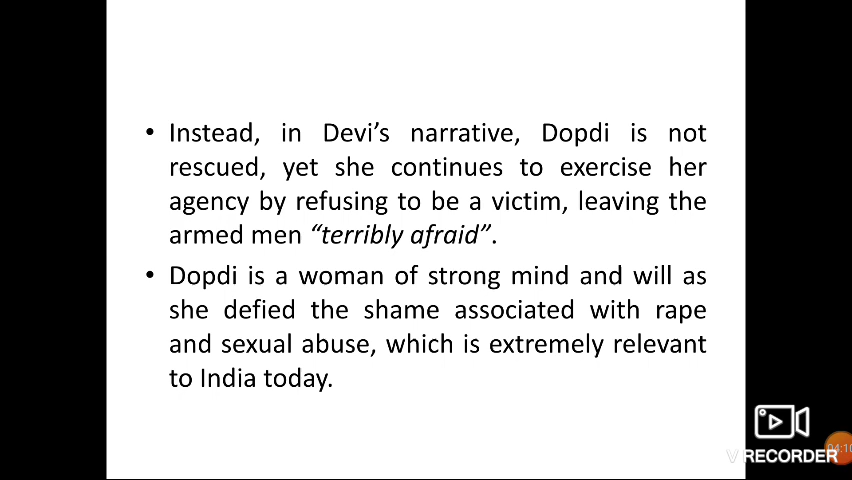 • Instead, in Devi’s narrative, Dopdi is not
rescued, yet she continues to exercise her
agency by refusing to be a victim, leaving the
armed men “terribly afraid”.
• Dopdi is a woman of strong mind and will as
she defied the shame associated with rape
and sexual abuse, which is extremely relevant
to India today.
V RECORDER
04:10